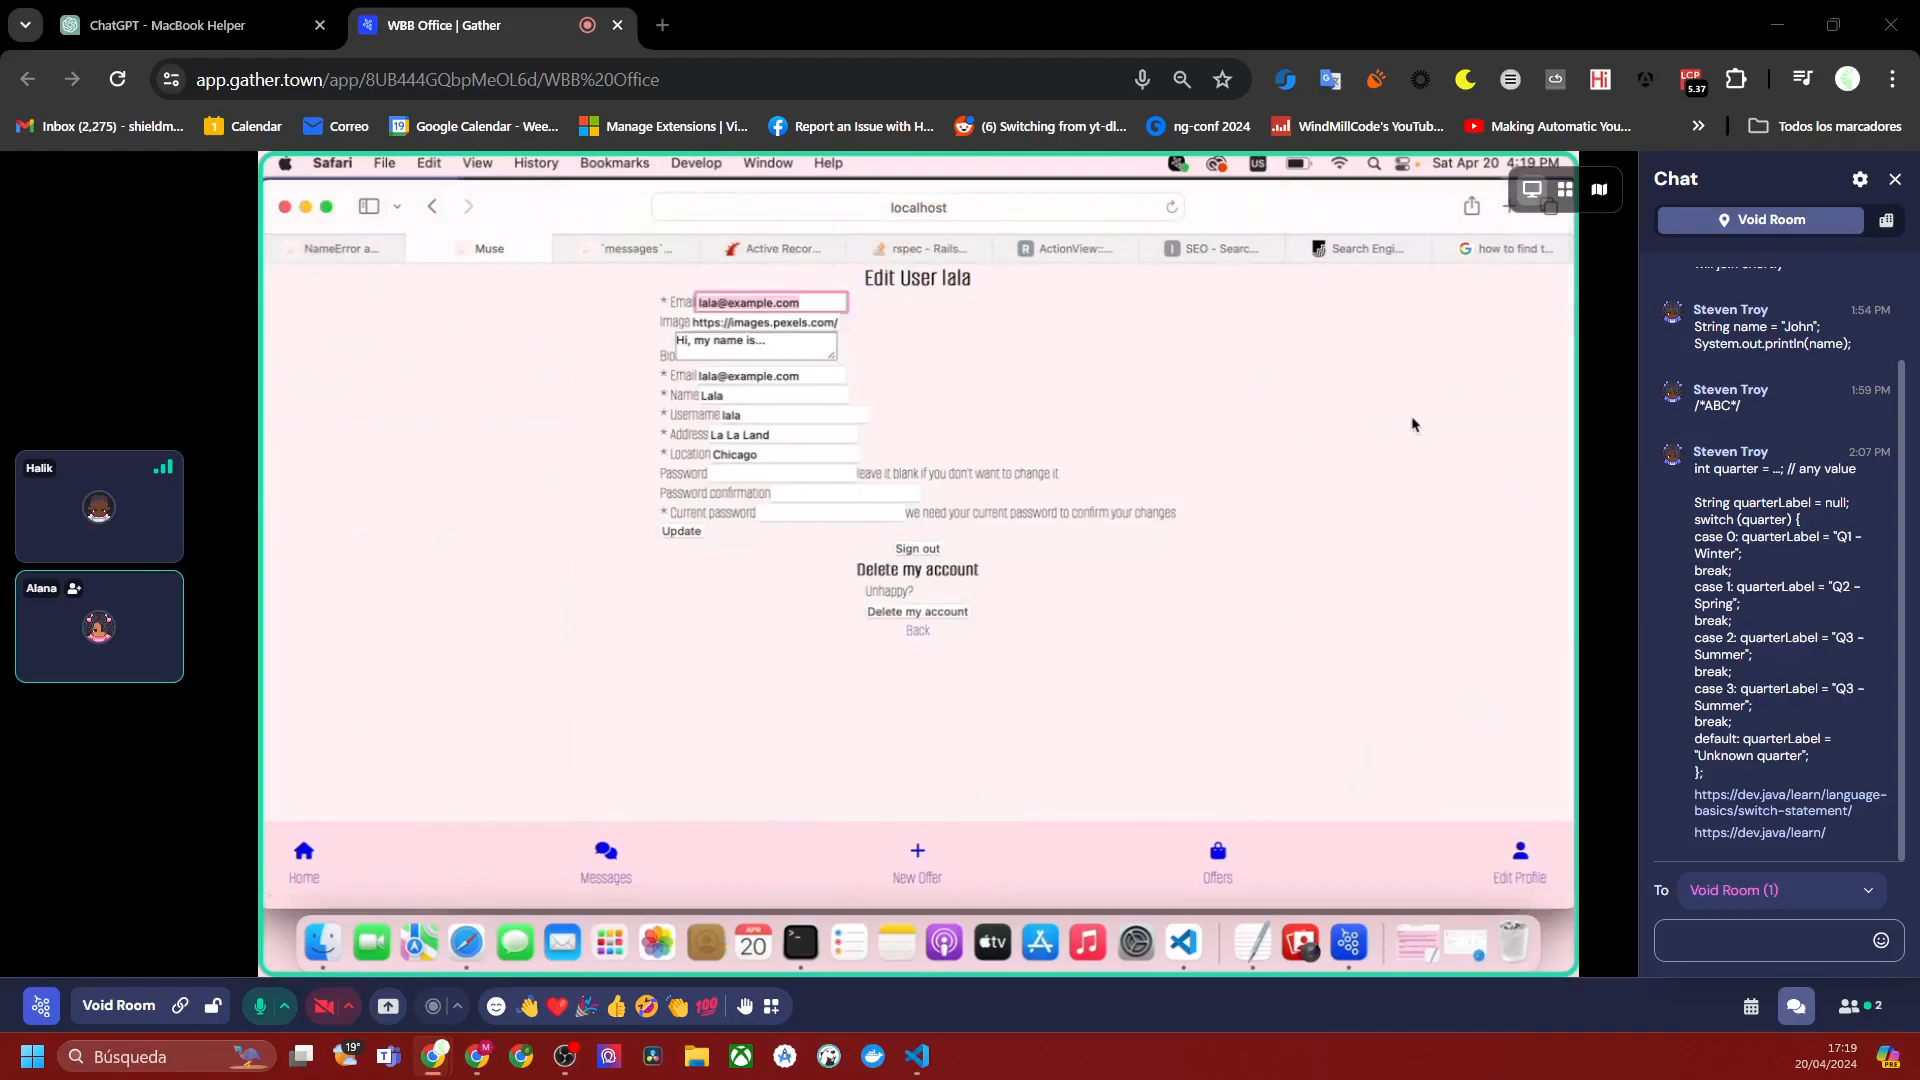 ChatGPT - MacBook Helper
WBB Office | Gather
app.gather.town/app/8UB444GQbpMeOL6d/WBB%20Office
LCP
5.37
Hi
Inbox (2,275) - shieldm...
Calendar
Correo
Google Calendar - Wee...
Manage Extensions | Vi...
Report an Issue with H...
(6) Switching from yt-dl...
ng-conf 2024
WindMillCode's YouTub...
Making Automatic You...
Todos los marcadores
Safari File Edit View History Bookmarks Develop Window Help
US
Sat Apr 20 4:19 PM
localhost
NameError a...
Muse
`messages`...
Active Recor...
rspec - Rails...
ActionView::...
SEO - Searc...
Search Engi...
how to find t...
Edit User lala
* Email lala@example.com
Image https://images.pexels.com/
Hi, my name is...
Bio
* Email lala@example.com
* Name Lala
* Username lala
* Address La La Land
* Location Chicago
Password leave it blank if you don't want to change it
Password confirmation
* Current password we need your current password to confirm your changes
Update
Sign out
Delete my account
Unhappy?
Delete my account
Back
Home
Messages
New Offer
Offers
Edit Profile
APR
20
tv
Halik
Alana
Chat
Void Room
Steven Troy 1:54 PM
String name = "John";
System.out.println(name);
Steven Troy 1:59 PM
/*ABC*/
Steven Troy 2:07 PM
int quarter = ...; // any value
String quarterLabel = null;
switch (quarter) {
case 0: quarterLabel = "Q1 -
Winter";
break;
case 1: quarterLabel = "Q2 -
Spring";
break;
case 2: quarterLabel = "Q3 -
Summer";
break;
case 3: quarterLabel = "Q3 -
Summer";
break;
default: quarterLabel =
"Unknown quarter";
};
https://dev.java/learn/language-
basics/switch-statement/
https://dev.java/learn/
To Void Room (1)
Void Room
2
Búsqueda
19°
17:19
20/04/2024